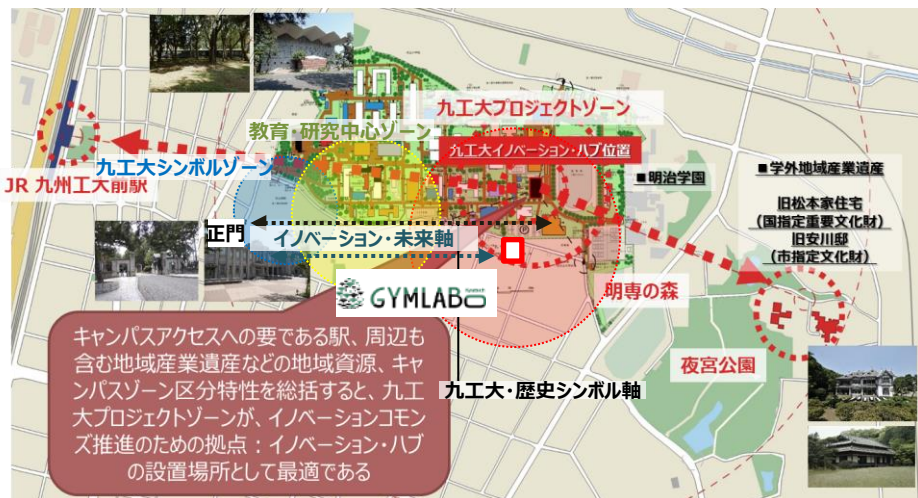 九工大プロジェクトゾーン
教育・研究中心ゾーン
九工大イノベーション・ハブ位置
九工大シンボルゾーン
JR 九州工大前駅
■明治学園
■学外地域産業遺産
旧松本家住宅
（国指定重要文化財）
旧安川邸
（市指定文化財）
正門
イノベーション・未来軸
GYMLABO
明専の森
夜宮公園
九工大・歴史シンボル軸
キャンパスアクセスへの要である駅、周辺も
含む地域産業遺産などの地域資源、キャ
ンパスゾーン区分特性を総括すると、九工
大プロジェクトゾーンが、イノベーションコモン
ズ推進のための拠点：イノベーション・ハブ
の設置場所として最適である